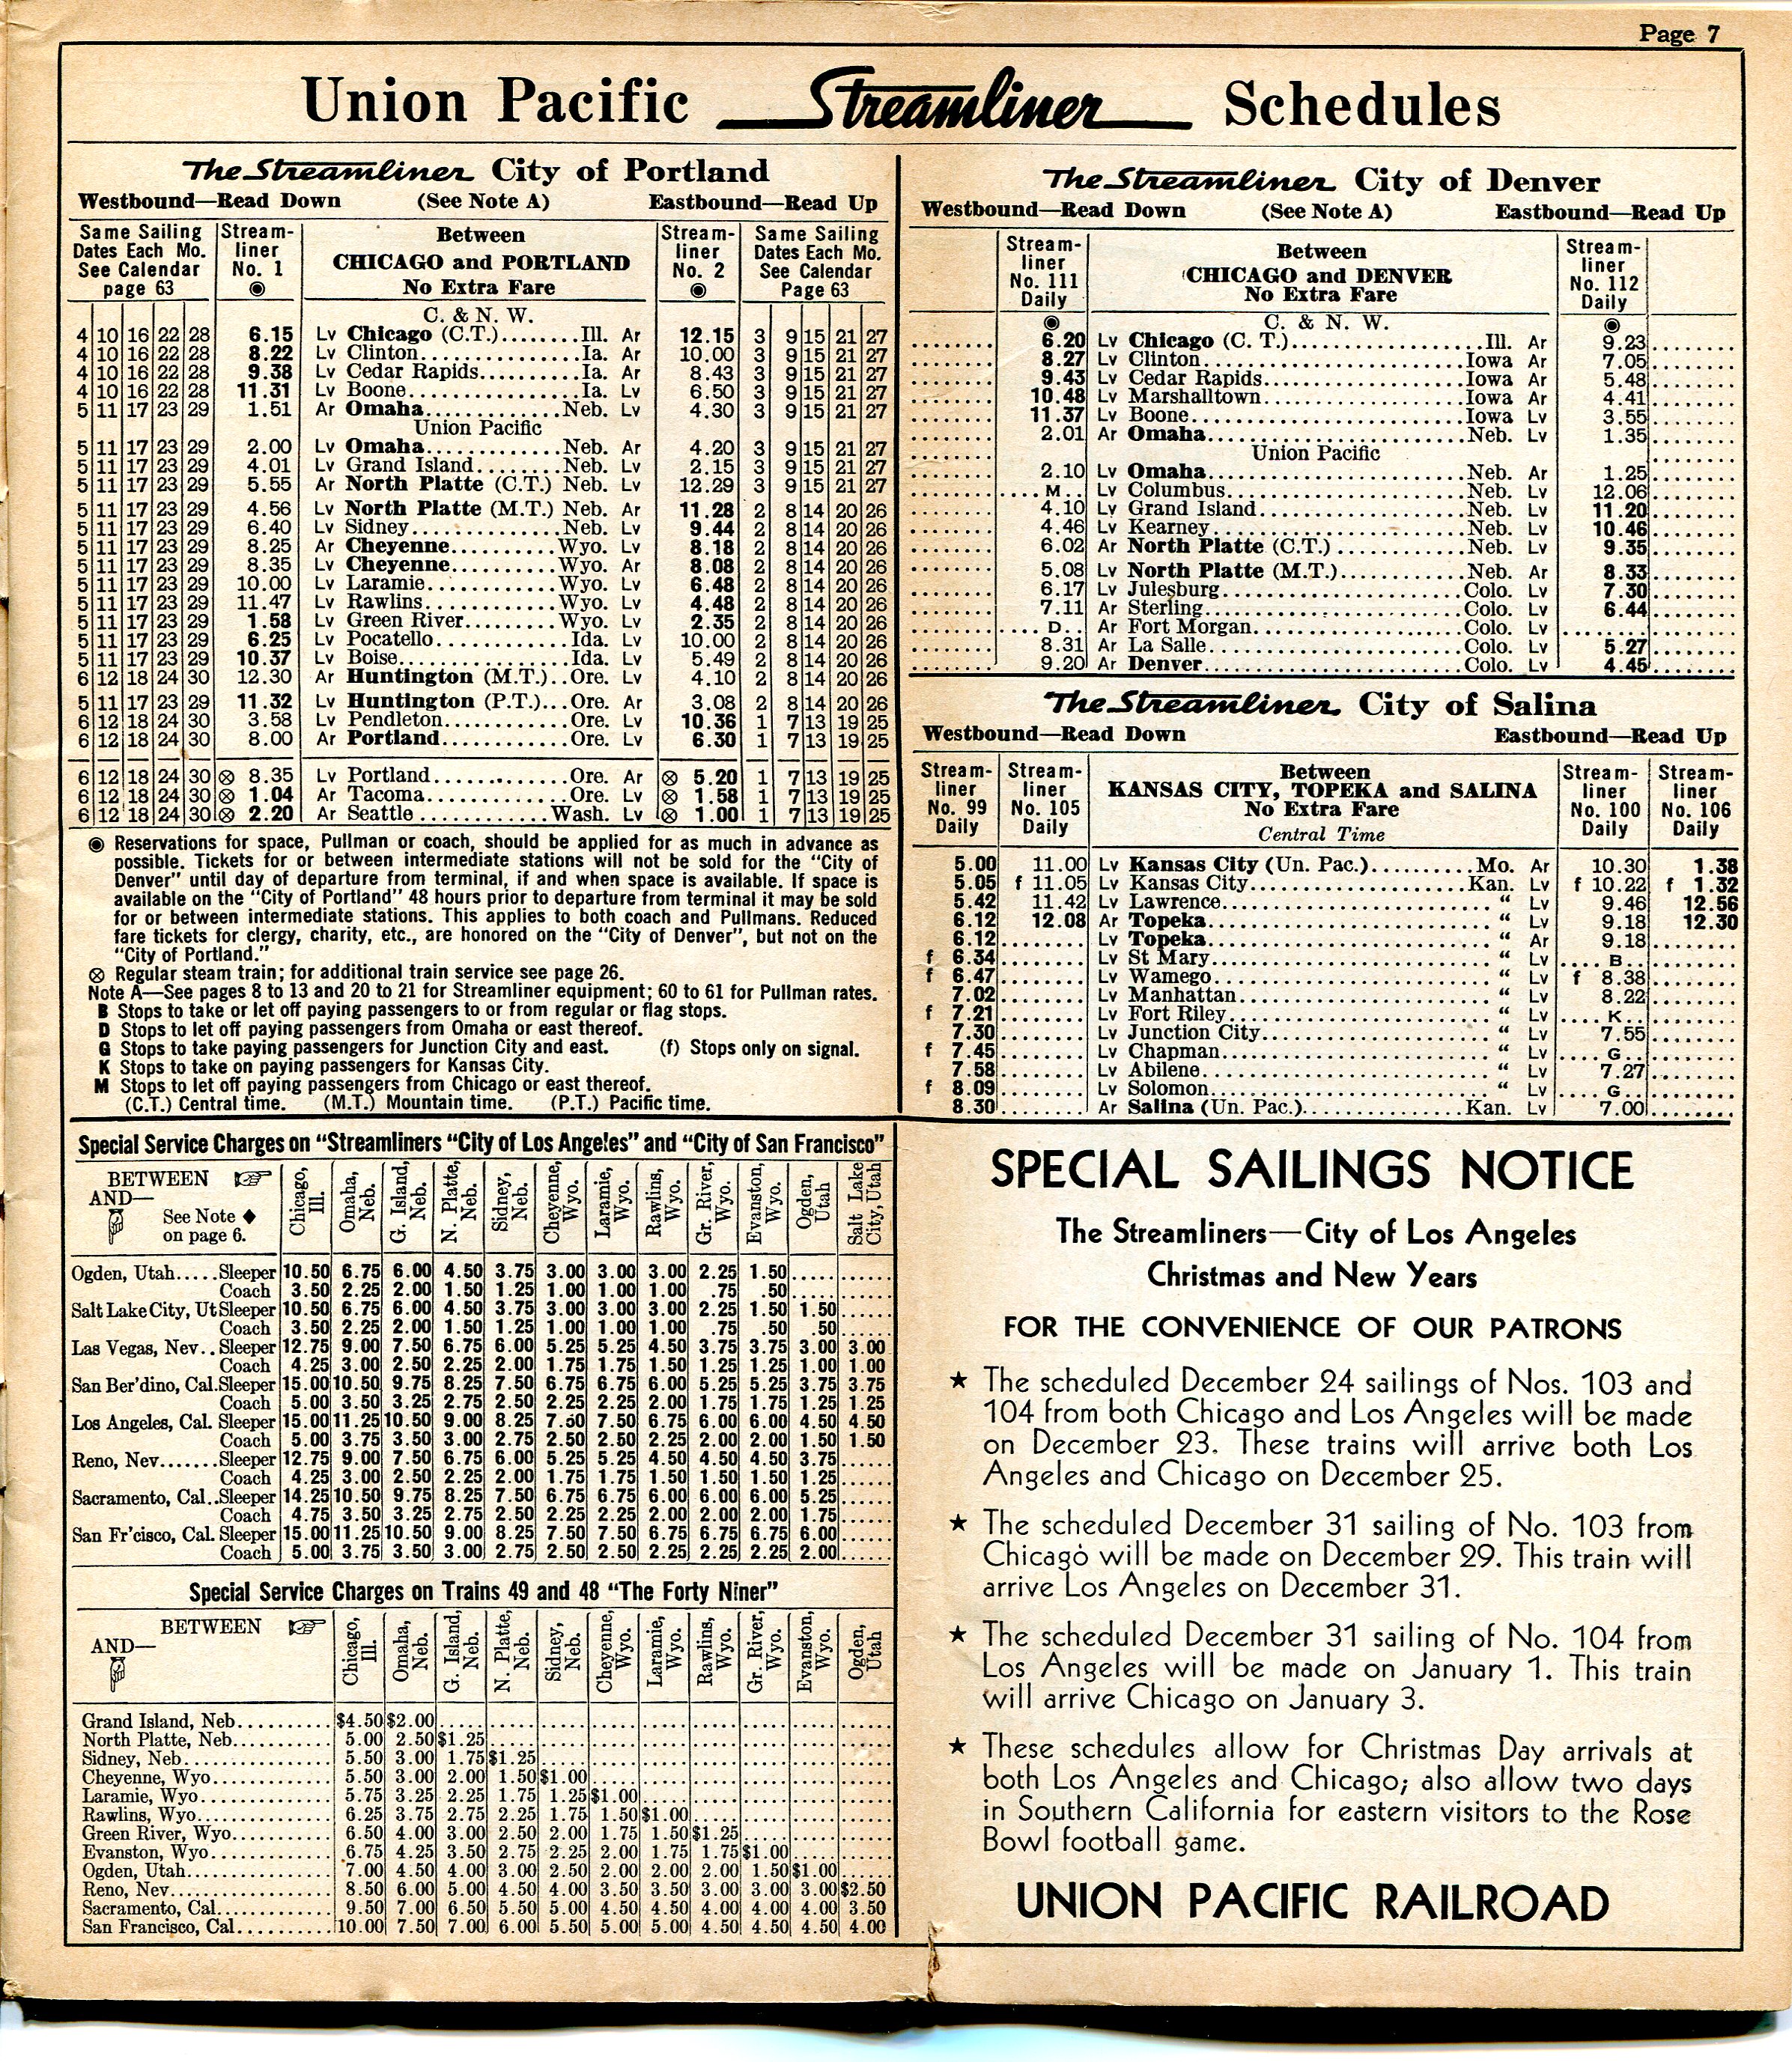 Page 7
Union Pacific Streamliner Schedules
The Streamliner City of Portland
Westbound—Read Down (See Note A) Eastbound—Read Up
Same Sailing Dates Each Mo. See Calendar page 63 | Streamliner No. 1 ◉ | Between CHICAGO and PORTLAND No Extra Fare | Streamliner No. 2 ◉ | Same Sailing Dates Each Mo. See Calendar Page 63
C. & N. W.
4 10 16 22 28 6.15 Lv Chicago (C.T.)........Ill. Ar 12.15 3 9 15 21 27
4 10 16 22 28 8.22 Lv Clinton..............Ia. Ar 10.00 3 9 15 21 27
4 10 16 22 28 9.38 Lv Cedar Rapids..........Ia. Ar 8.43 3 9 15 21 27
4 10 16 22 28 11.31 Lv Boone................Ia. Lv 6.50 3 9 15 21 27
5 11 17 23 29 1.51 Ar Omaha.............Neb. Lv 4.30 3 9 15 21 27
Union Pacific
5 11 17 23 29 2.00 Lv Omaha.............Neb. Ar 4.20 3 9 15 21 27
5 11 17 23 29 4.01 Lv Grand Island........Neb. Lv 2.15 3 9 15 21 27
5 11 17 23 29 5.55 Ar North Platte (C.T.) Neb. Lv 12.29 3 9 15 21 27
5 11 17 23 29 4.56 Lv North Platte (M.T.) Neb. Ar 11.28 2 8 14 20 26
5 11 17 23 29 6.40 Lv Sidney..............Neb. Lv 9.44 2 8 14 20 26
5 11 17 23 29 8.25 Ar Cheyenne..........Wyo. Lv 8.18 2 8 14 20 26
5 11 17 23 29 8.35 Lv Cheyenne..........Wyo. Ar 8.08 2 8 14 20 26
5 11 17 23 29 10.00 Lv Laramie............Wyo. Lv 6.48 2 8 14 20 26
5 11 17 23 29 11.47 Lv Rawlins............Wyo. Lv 4.48 2 8 14 20 26
5 11 17 23 29 1.58 Lv Green River.........Wyo. Lv 2.35 2 8 14 20 26
5 11 17 23 29 6.25 Lv Pocatello............Ida. Lv 10.00 2 8 14 20 26
5 11 17 23 29 10.37 Lv Boise................Ida. Lv 5.49 2 8 14 20 26
6 12 18 24 30 12.30 Ar Huntington (M.T.)..Ore. Lv 4.10 2 8 14 20 26
5 11 17 23 29 11.32 Lv Huntington (P.T.)...Ore. Ar 3.08 2 8 14 20 26
6 12 18 24 30 3.58 Lv Pendleton...........Ore. Lv 10.36 1 7 13 19 25
6 12 18 24 30 8.00 Ar Portland............Ore. Lv 6.30 1 7 13 19 25
6 12 18 24 30 ⊗ 8.35 Lv Portland............Ore. Ar ⊗ 5.20 1 7 13 19 25
6 12 18 24 30 ⊗ 1.04 Ar Tacoma.............Ore. Lv ⊗ 1.58 1 7 13 19 25
6 12 18 24 30 ⊗ 2.20 Ar Seattle............Wash. Lv ⊗ 1.00 1 7 13 19 25
◉ Reservations for space, Pullman or coach, should be applied for as much in advance as
possible. Tickets for or between intermediate stations will not be sold for the "City of
Denver" until day of departure from terminal, if and when space is available. If space is
available on the "City of Portland" 48 hours prior to departure from terminal it may be sold
for or between intermediate stations. This applies to both coach and Pullmans. Reduced
fare tickets for clergy, charity, etc., are honored on the "City of Denver", but not on the
"City of Portland."
⊗ Regular steam train; for additional train service see page 26.
Note A—See pages 8 to 13 and 20 to 21 for Streamliner equipment; 60 to 61 for Pullman rates.
B Stops to take or let off paying passengers to or from regular or flag stops.
D Stops to let off paying passengers from Omaha or east thereof.
G Stops to take paying passengers for Junction City and east. (f) Stops only on signal.
K Stops to take on paying passengers for Kansas City.
M Stops to let off paying passengers from Chicago or east thereof.
(C.T.) Central time. (M.T.) Mountain time. (P.T.) Pacific time.
The Streamliner City of Denver
Westbound—Read Down (See Note A) Eastbound—Read Up
Streamliner No. 111 Daily ◉ | Between CHICAGO and DENVER No Extra Fare | Streamliner No. 112 Daily ◉
C. & N. W.
6.20 Lv Chicago (C. T.)..................Ill. Ar 9.23
8.27 Lv Clinton........................Iowa Ar 7.05
9.43 Lv Cedar Rapids....................Iowa Ar 5.48
10.48 Lv Marshalltown....................Iowa Ar 4.41
11.37 Lv Boone..........................Iowa Lv 3.55
2.01 Ar Omaha........................Neb. Lv 1.35
Union Pacific
2.10 Lv Omaha........................Neb. Ar 1.25
M Lv Columbus......................Neb. Lv 12.06
4.10 Lv Grand Island...................Neb. Lv 11.20
4.46 Lv Kearney.......................Neb. Lv 10.46
6.02 Ar North Platte (C.T.)............Neb. Lv 9.35
5.08 Lv North Platte (M.T.)............Neb. Ar 8.33
6.17 Lv Julesburg......................Colo. Lv 7.30
7.11 Ar Sterling.......................Colo. Lv 6.44
D Ar Fort Morgan...................Colo. Lv
8.31 Ar La Salle.......................Colo. Lv 5.27
9.20 Ar Denver.......................Colo. Lv 4.45
The Streamliner City of Salina
Westbound—Read Down Eastbound—Read Up
Streamliner No. 99 Daily | Streamliner No. 105 Daily | Between KANSAS CITY, TOPEKA and SALINA No Extra Fare Central Time | Streamliner No. 100 Daily | Streamliner No. 106 Daily
5.00 11.00 Lv Kansas City (Un. Pac.).........Mo. Ar 10.30 1.38
5.05 f 11.05 Lv Kansas City....................Kan. Lv f 10.22 f 1.32
5.42 11.42 Lv Lawrence.......................“ Lv 9.46 12.56
6.12 12.08 Ar Topeka.........................“ Lv 9.18 12.30
6.12 Lv Topeka.........................“ Ar 9.18
f 6.34 Lv St Mary........................“ Lv B
f 6.47 Lv Wamego.........................“ Lv f 8.38
7.02 Lv Manhattan......................“ Lv 8.22
f 7.21 Lv Fort Riley.....................“ Lv K
7.30 Lv Junction City..................“ Lv 7.55
f 7.45 Lv Chapman........................“ Lv G
7.58 Lv Abilene........................“ Lv 7.27
f 8.09 Lv Solomon........................“ Lv G
8.30 Ar Salina (Un. Pac.)..............Kan. Lv 7.00
Special Service Charges on "Streamliners "City of Los Angeles" and "City of San Francisco"
BETWEEN AND— See Note ♦ on page 6. | Chicago, Ill. | Omaha, Neb. | G. Island, Neb. | N. Platte, Neb. | Sidney, Neb. | Cheyenne, Wyo. | Laramie, Wyo. | Rawlins, Wyo. | Gr. River, Wyo. | Evanston, Wyo. | Ogden, Utah | Salt Lake City, Utah
Ogden, Utah.....Sleeper 10.50 6.75 6.00 4.50 3.75 3.00 3.00 3.00 2.25 1.50
Coach 3.50 2.25 2.00 1.50 1.25 1.00 1.00 1.00 .75 .50
Salt Lake City, Ut Sleeper 10.50 6.75 6.00 4.50 3.75 3.00 3.00 3.00 2.25 1.50 1.50
Coach 3.50 2.25 2.00 1.50 1.25 1.00 1.00 1.00 .75 .50 .50
Las Vegas, Nev..Sleeper 12.75 9.00 7.50 6.75 6.00 5.25 5.25 4.50 3.75 3.75 3.00 3.00
Coach 4.25 3.00 2.50 2.25 2.00 1.75 1.75 1.50 1.25 1.25 1.00 1.00
San Ber'dino, Cal.Sleeper 15.00 10.50 9.75 8.25 7.50 6.75 6.75 6.00 5.25 5.25 3.75 3.75
Coach 5.00 3.50 3.25 2.75 2.50 2.25 2.25 2.00 1.75 1.75 1.25 1.25
Los Angeles, Cal. Sleeper 15.00 11.25 10.50 9.00 8.25 7.50 7.50 6.75 6.00 6.00 4.50 4.50
Coach 5.00 3.75 3.50 3.00 2.75 2.50 2.50 2.25 2.00 2.00 1.50 1.50
Reno, Nev.......Sleeper 12.75 9.00 7.50 6.75 6.00 5.25 5.25 4.50 4.50 4.50 3.75
Coach 4.25 3.00 2.50 2.25 2.00 1.75 1.75 1.50 1.50 1.50 1.25
Sacramento, Cal..Sleeper 14.25 10.50 9.75 8.25 7.50 6.75 6.75 6.00 6.00 6.00 5.25
Coach 4.75 3.50 3.25 2.75 2.50 2.25 2.25 2.00 2.00 2.00 1.75
San Fr'cisco, Cal. Sleeper 15.00 11.25 10.50 9.00 8.25 7.50 7.50 6.75 6.75 6.75 6.00
Coach 5.00 3.75 3.50 3.00 2.75 2.50 2.50 2.25 2.25 2.25 2.00
Special Service Charges on Trains 49 and 48 "The Forty Niner"
BETWEEN AND— | Chicago, Ill. | Omaha, Neb. | G. Island, Neb. | N. Platte, Neb. | Sidney, Neb. | Cheyenne, Wyo. | Laramie, Wyo. | Rawlins, Wyo. | Gr. River, Wyo. | Evanston, Wyo. | Ogden, Utah
Grand Island, Neb.......... $4.50 $2.00
North Platte, Neb.......... 5.00 2.50 $1.25
Sidney, Neb................ 5.50 3.00 1.75 $1.25
Cheyenne, Wyo............. 5.50 3.00 2.00 1.50 $1.00
Laramie, Wyo.............. 5.75 3.25 2.25 1.75 1.25 $1.00
Rawlins, Wyo.............. 6.25 3.75 2.75 2.25 1.75 1.50 $1.00
Green River, Wyo........... 6.50 4.00 3.00 2.50 2.00 1.75 1.50 $1.25
Evanston, Wyo............. 6.75 4.25 3.50 2.75 2.25 2.00 1.75 1.75 $1.00
Ogden, Utah............... 7.00 4.50 4.00 3.00 2.50 2.00 2.00 2.00 1.50 $1.00
Reno, Nev................. 8.50 6.00 5.00 4.50 4.00 3.50 3.50 3.00 3.00 3.00 $2.50
Sacramento, Cal............ 9.50 7.00 6.50 5.50 5.00 4.50 4.50 4.00 4.00 4.00 3.50
San Francisco, Cal.......... 10.00 7.50 7.00 6.00 5.50 5.00 5.00 4.50 4.50 4.50 4.00
SPECIAL SAILINGS NOTICE
The Streamliners—City of Los Angeles
Christmas and New Years
FOR THE CONVENIENCE OF OUR PATRONS
★ The scheduled December 24 sailings of Nos. 103 and
104 from both Chicago and Los Angeles will be made
on December 23. These trains will arrive both Los
Angeles and Chicago on December 25.
★ The scheduled December 31 sailing of No. 103 from
Chicago will be made on December 29. This train will
arrive Los Angeles on December 31.
★ The scheduled December 31 sailing of No. 104 from
Los Angeles will be made on January 1. This train
will arrive Chicago on January 3.
★ These schedules allow for Christmas Day arrivals at
both Los Angeles and Chicago; also allow two days
in Southern California for eastern visitors to the Rose
Bowl football game.
UNION PACIFIC RAILROAD